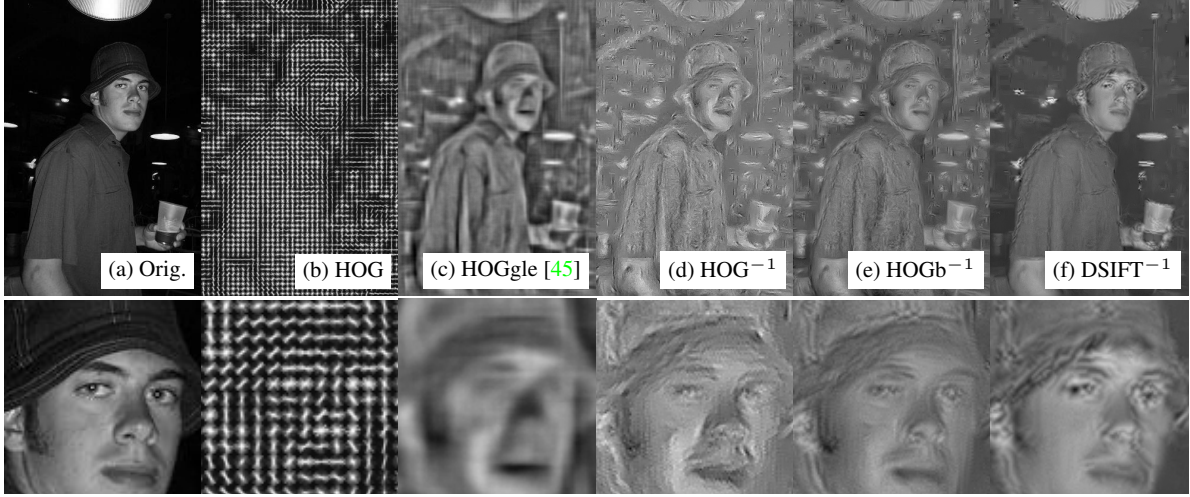 (a) Orig.
(b) HOG
(c) HOGgle [45]
(d) HOG⁻¹
(e) HOGb⁻¹
(f) DSIFT⁻¹